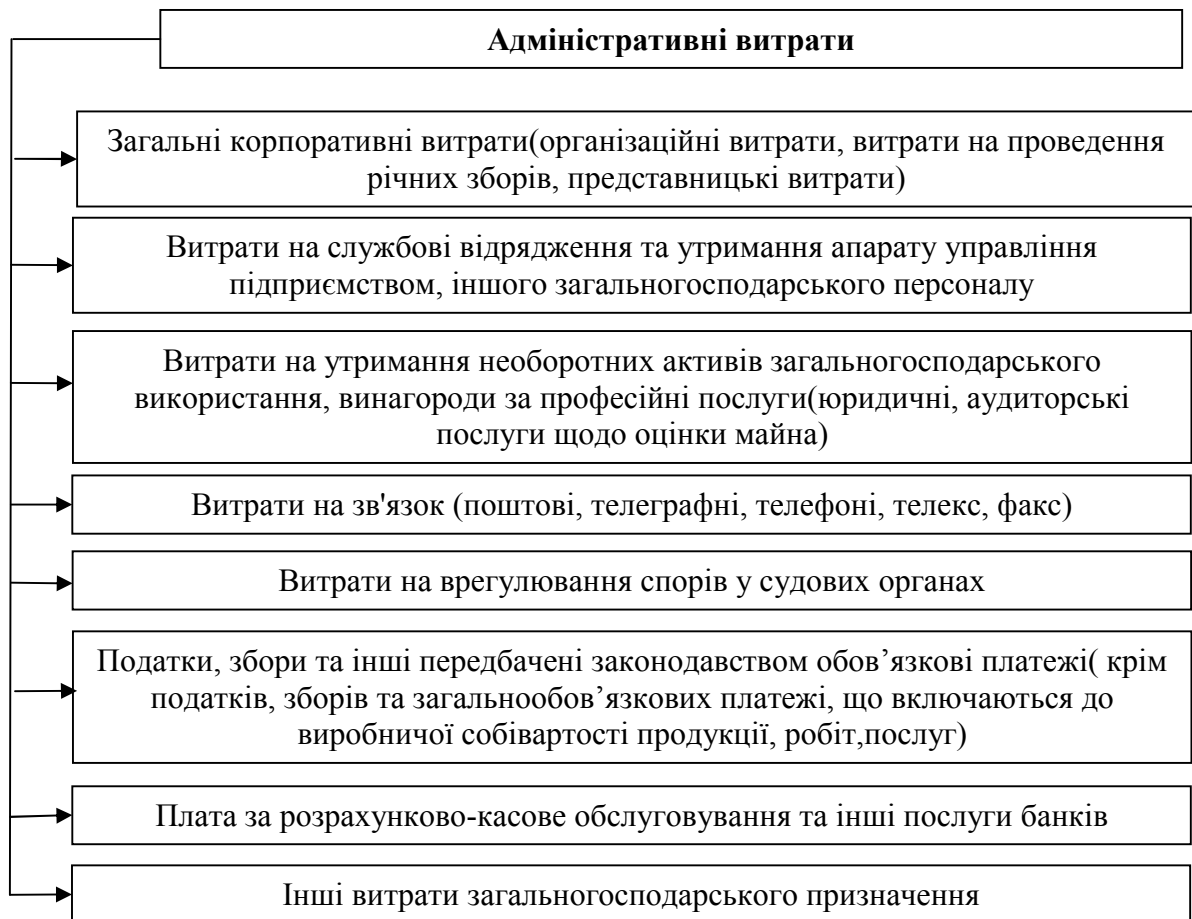 Адміністративні витрати
Загальні корпоративні витрати(організаційні витрати, витрати на проведення
річних зборів, представницькі витрати)
Витрати на службові відрядження та утримання апарату управління
підприємством, іншого загальногосподарського персоналу
Витрати на утримання необоротних активів загальногосподарського
використання, винагороди за професійні послуги(юридичні, аудиторські
послуги щодо оцінки майна)
Витрати на зв'язок (поштові, телеграфні, телефоні, телекс, факс)
Витрати на врегулювання спорів у судових органах
Податки, збори та інші передбачені законодавством обов’язкові платежі( крім
податків, зборів та загальнообов’язкових платежі, що включаються до
виробничої собівартості продукції, робіт,послуг)
Плата за розрахунково-касове обслуговування та інші послуги банків
Інші витрати загальногосподарського призначення